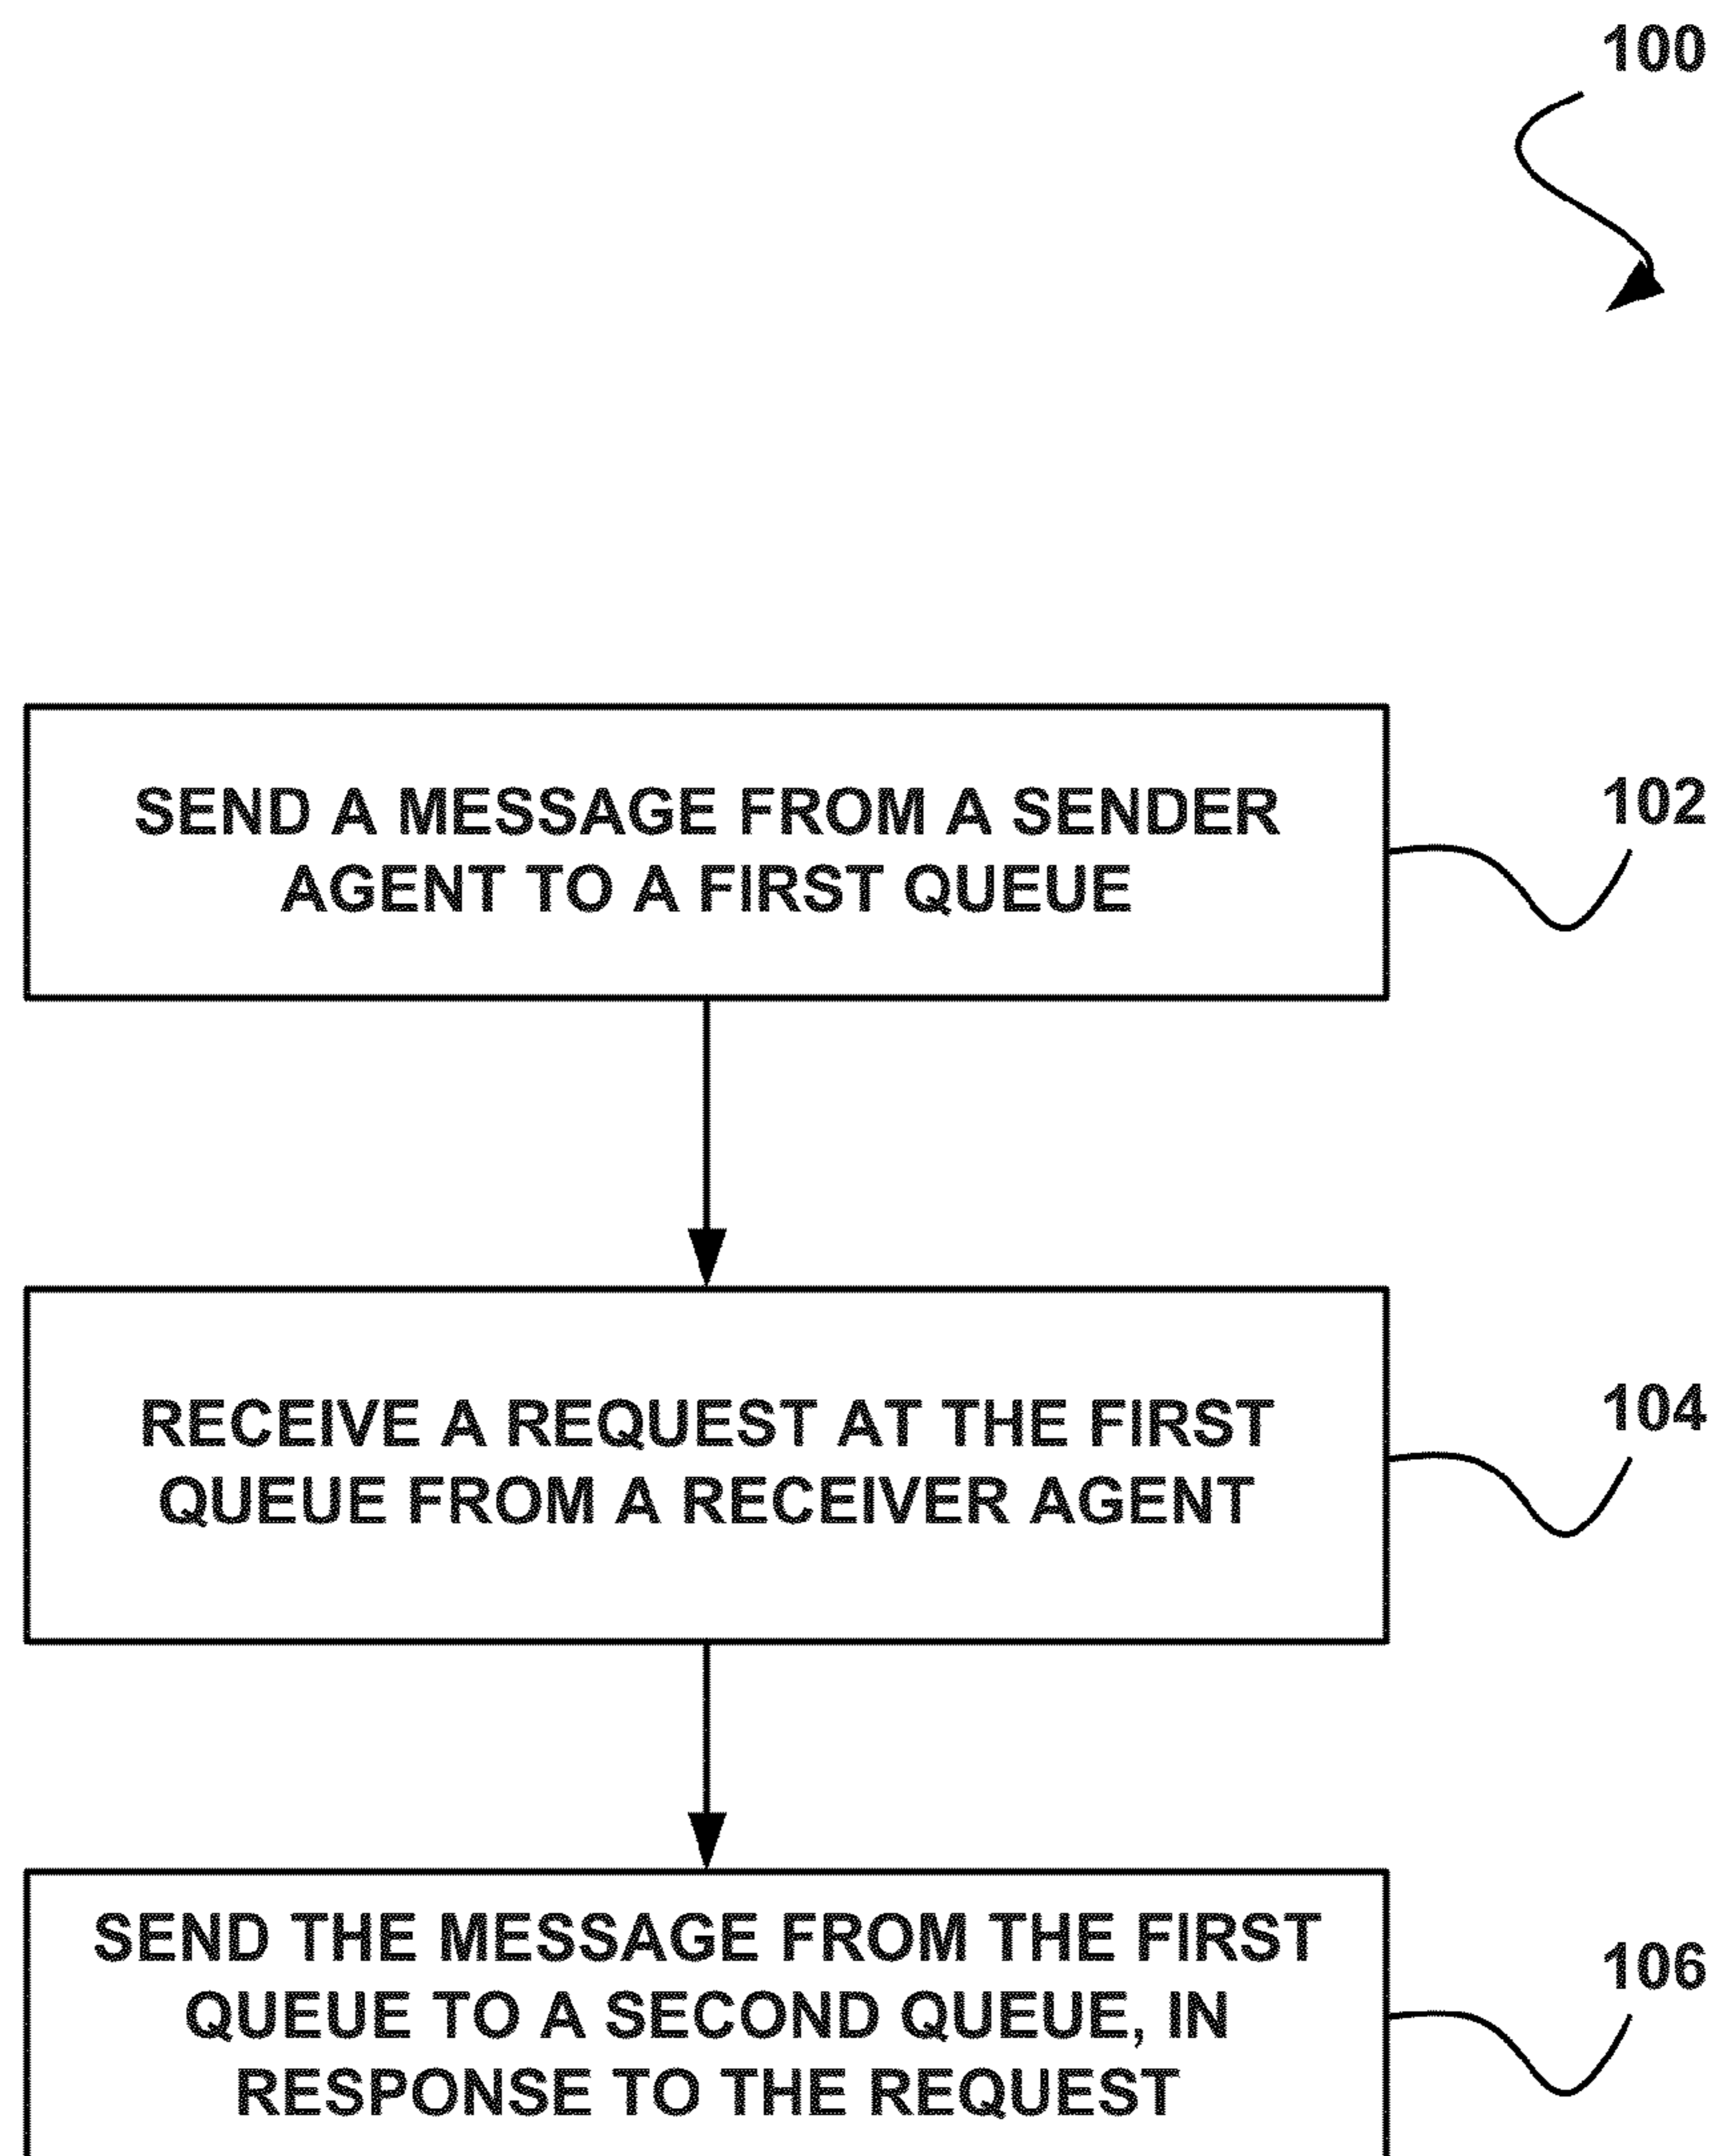 100
SEND A MESSAGE FROM A SENDER
AGENT TO A FIRST QUEUE
102
RECEIVE A REQUEST AT THE FIRST
QUEUE FROM A RECEIVER AGENT
104
SEND THE MESSAGE FROM THE FIRST
QUEUE TO A SECOND QUEUE, IN
RESPONSE TO THE REQUEST
106